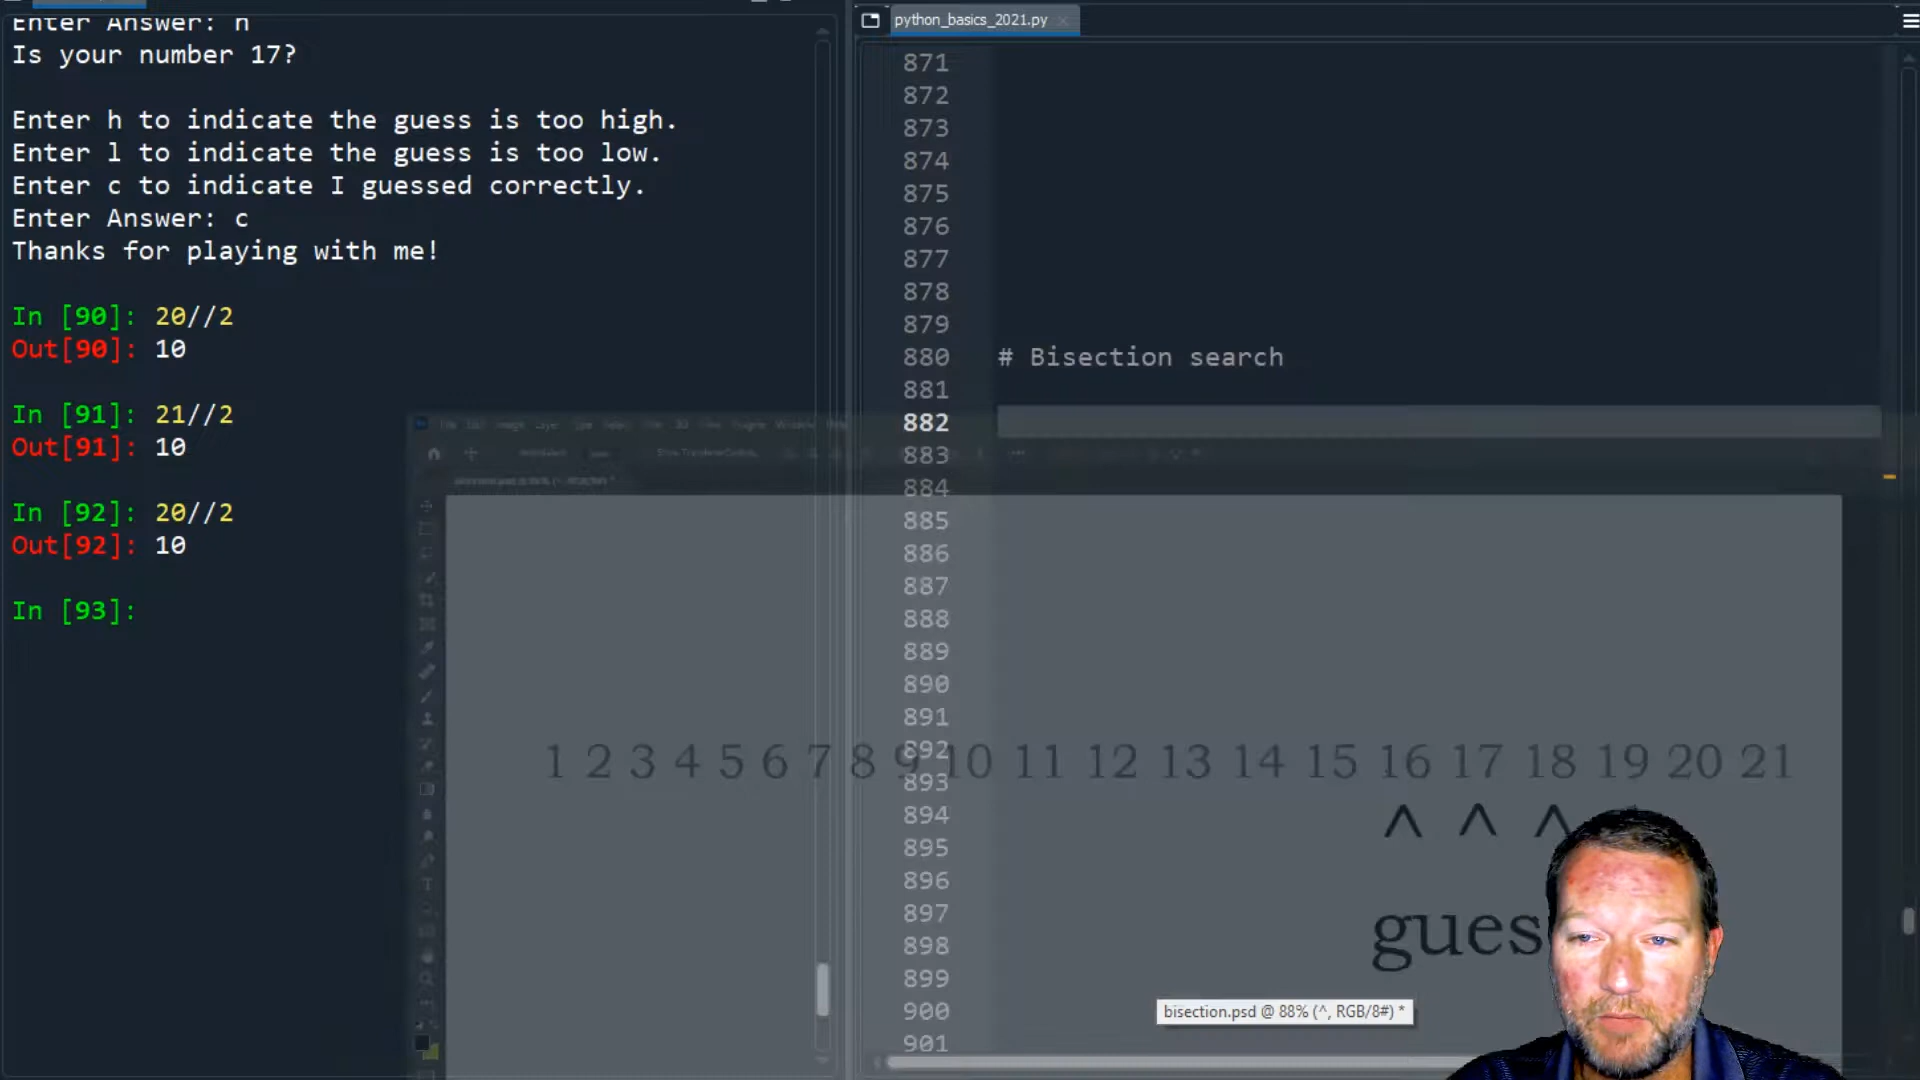 Enter Answer: h
Is your number 17?
Enter h to indicate the guess is too high.
Enter l to indicate the guess is too low.
Enter c to indicate I guessed correctly.
Enter Answer: c
Thanks for playing with me!
In [90]: 20//2
Out[90]: 10
In [91]: 21//2
Out[91]: 10
In [92]: 20//2
Out[92]: 10
In [93]:
python_basics_2021.py
871
872
873
874
875
876
877
878
879
880 # Bisection search
881
882
883
884
885
886
887
888
889
890
891
892
893
894
895
896
897
898
899
900
901
1 2 3 4 5 6 7 8 9 10 11 12 13 14 15 16 17 18 19 20 21
^ ^ ^
gues
bisection.psd @ 88% (^, RGB/8#) *